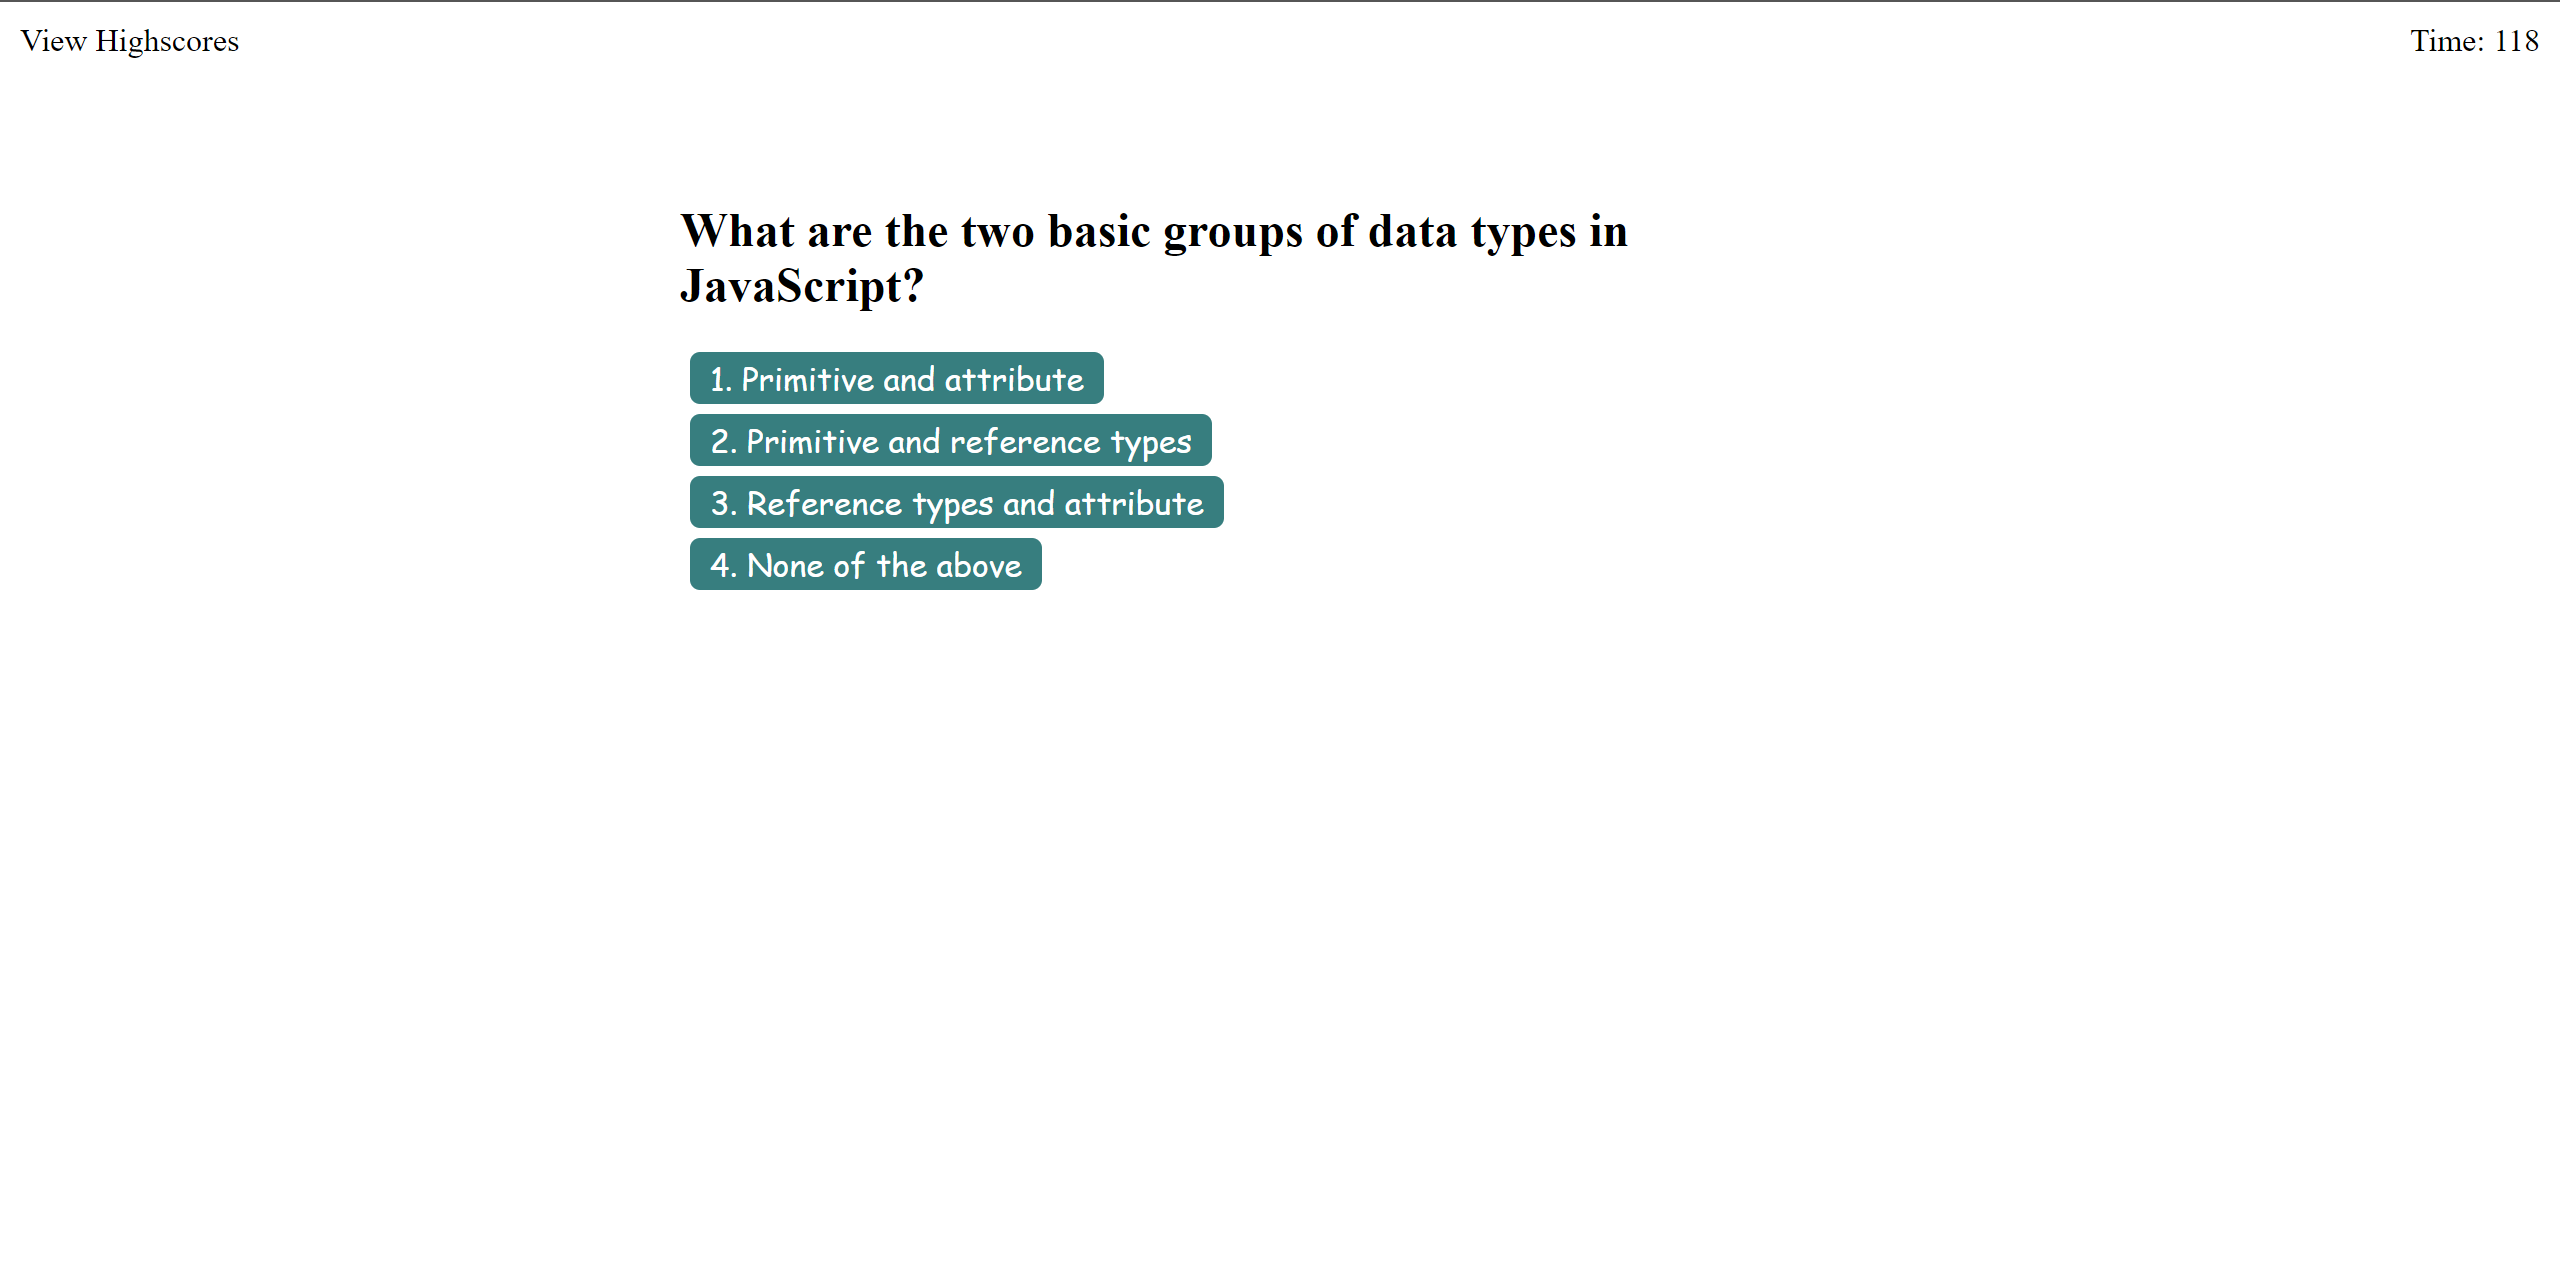 View Highscores
Time: 118
What are the two basic groups of data types in
JavaScript?
1. Primitive and attribute
2. Primitive and reference types
3. Reference types and attribute
4. None of the above